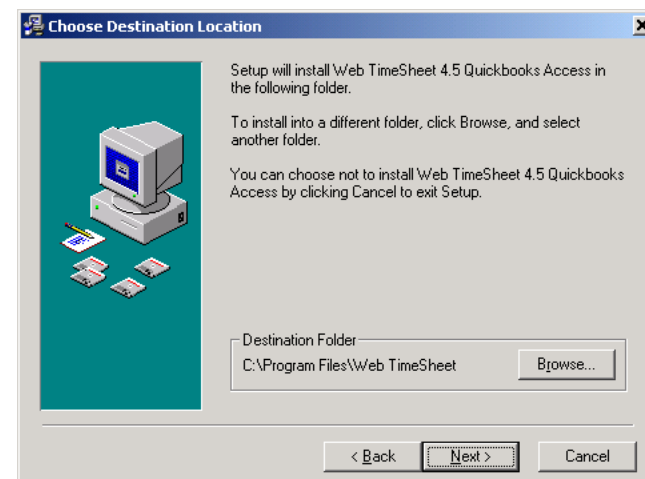 Choose Destination Location
Setup will install Web TimeSheet 4.5 Quickbooks Access in
the following folder.
To install into a different folder, click Browse, and select
another folder.
You can choose not to install Web TimeSheet 4.5 Quickbooks
Access by clicking Cancel to exit Setup.
Destination Folder
C:\Program Files\Web TimeSheet
Browse...
< Back
Next >
Cancel